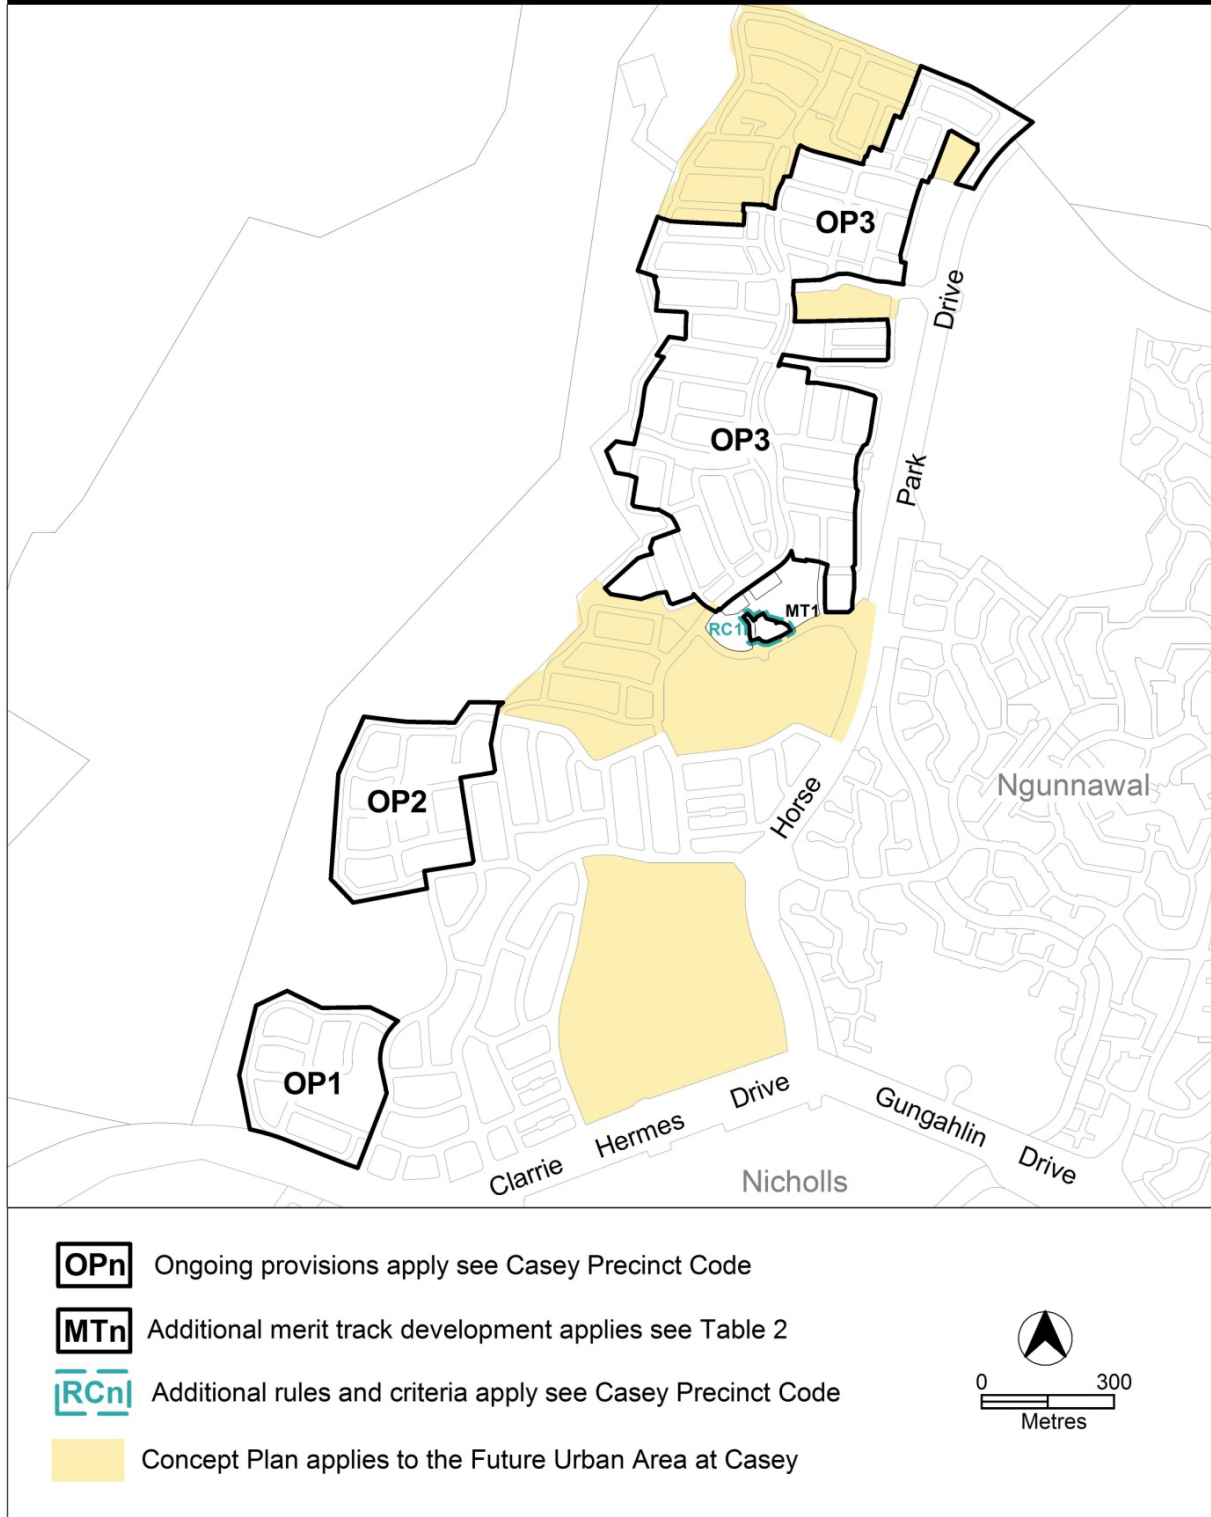 OP3
Drive
OP3
Park
MT1
RC1
OP2
Horse
Ngunnawal
OP1
Clarrie Hermes Drive
Gungahlin Drive
Nicholls
OPn Ongoing provisions apply see Casey Precinct Code
MTn Additional merit track development applies see Table 2
RCn Additional rules and criteria apply see Casey Precinct Code
Concept Plan applies to the Future Urban Area at Casey
0 300
Metres